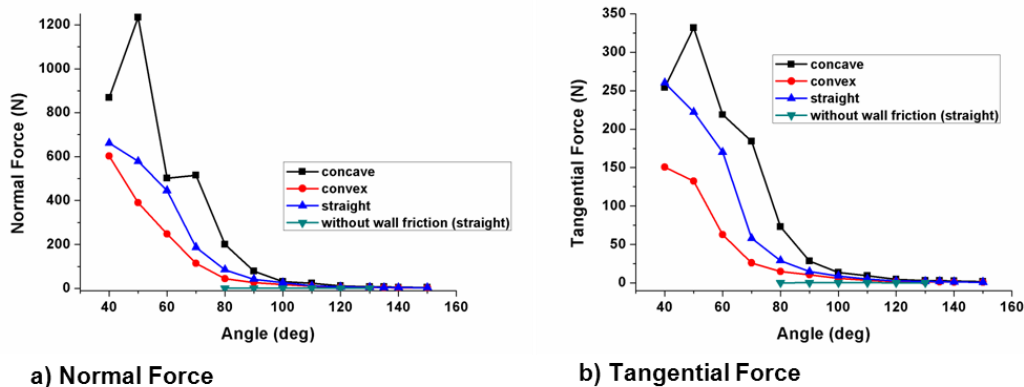 1200
1000
800
600
400
200
0
Normal Force (N)
concave
convex
straight
without wall friction (straight)
40 60 80 100 120 140 160
Angle (deg)
a) Normal Force
350
300
250
200
150
100
50
0
Tangential Force (N)
concave
convex
straight
without wall friction (straight)
40 60 80 100 120 140 160
Angle (deg)
b) Tangential Force